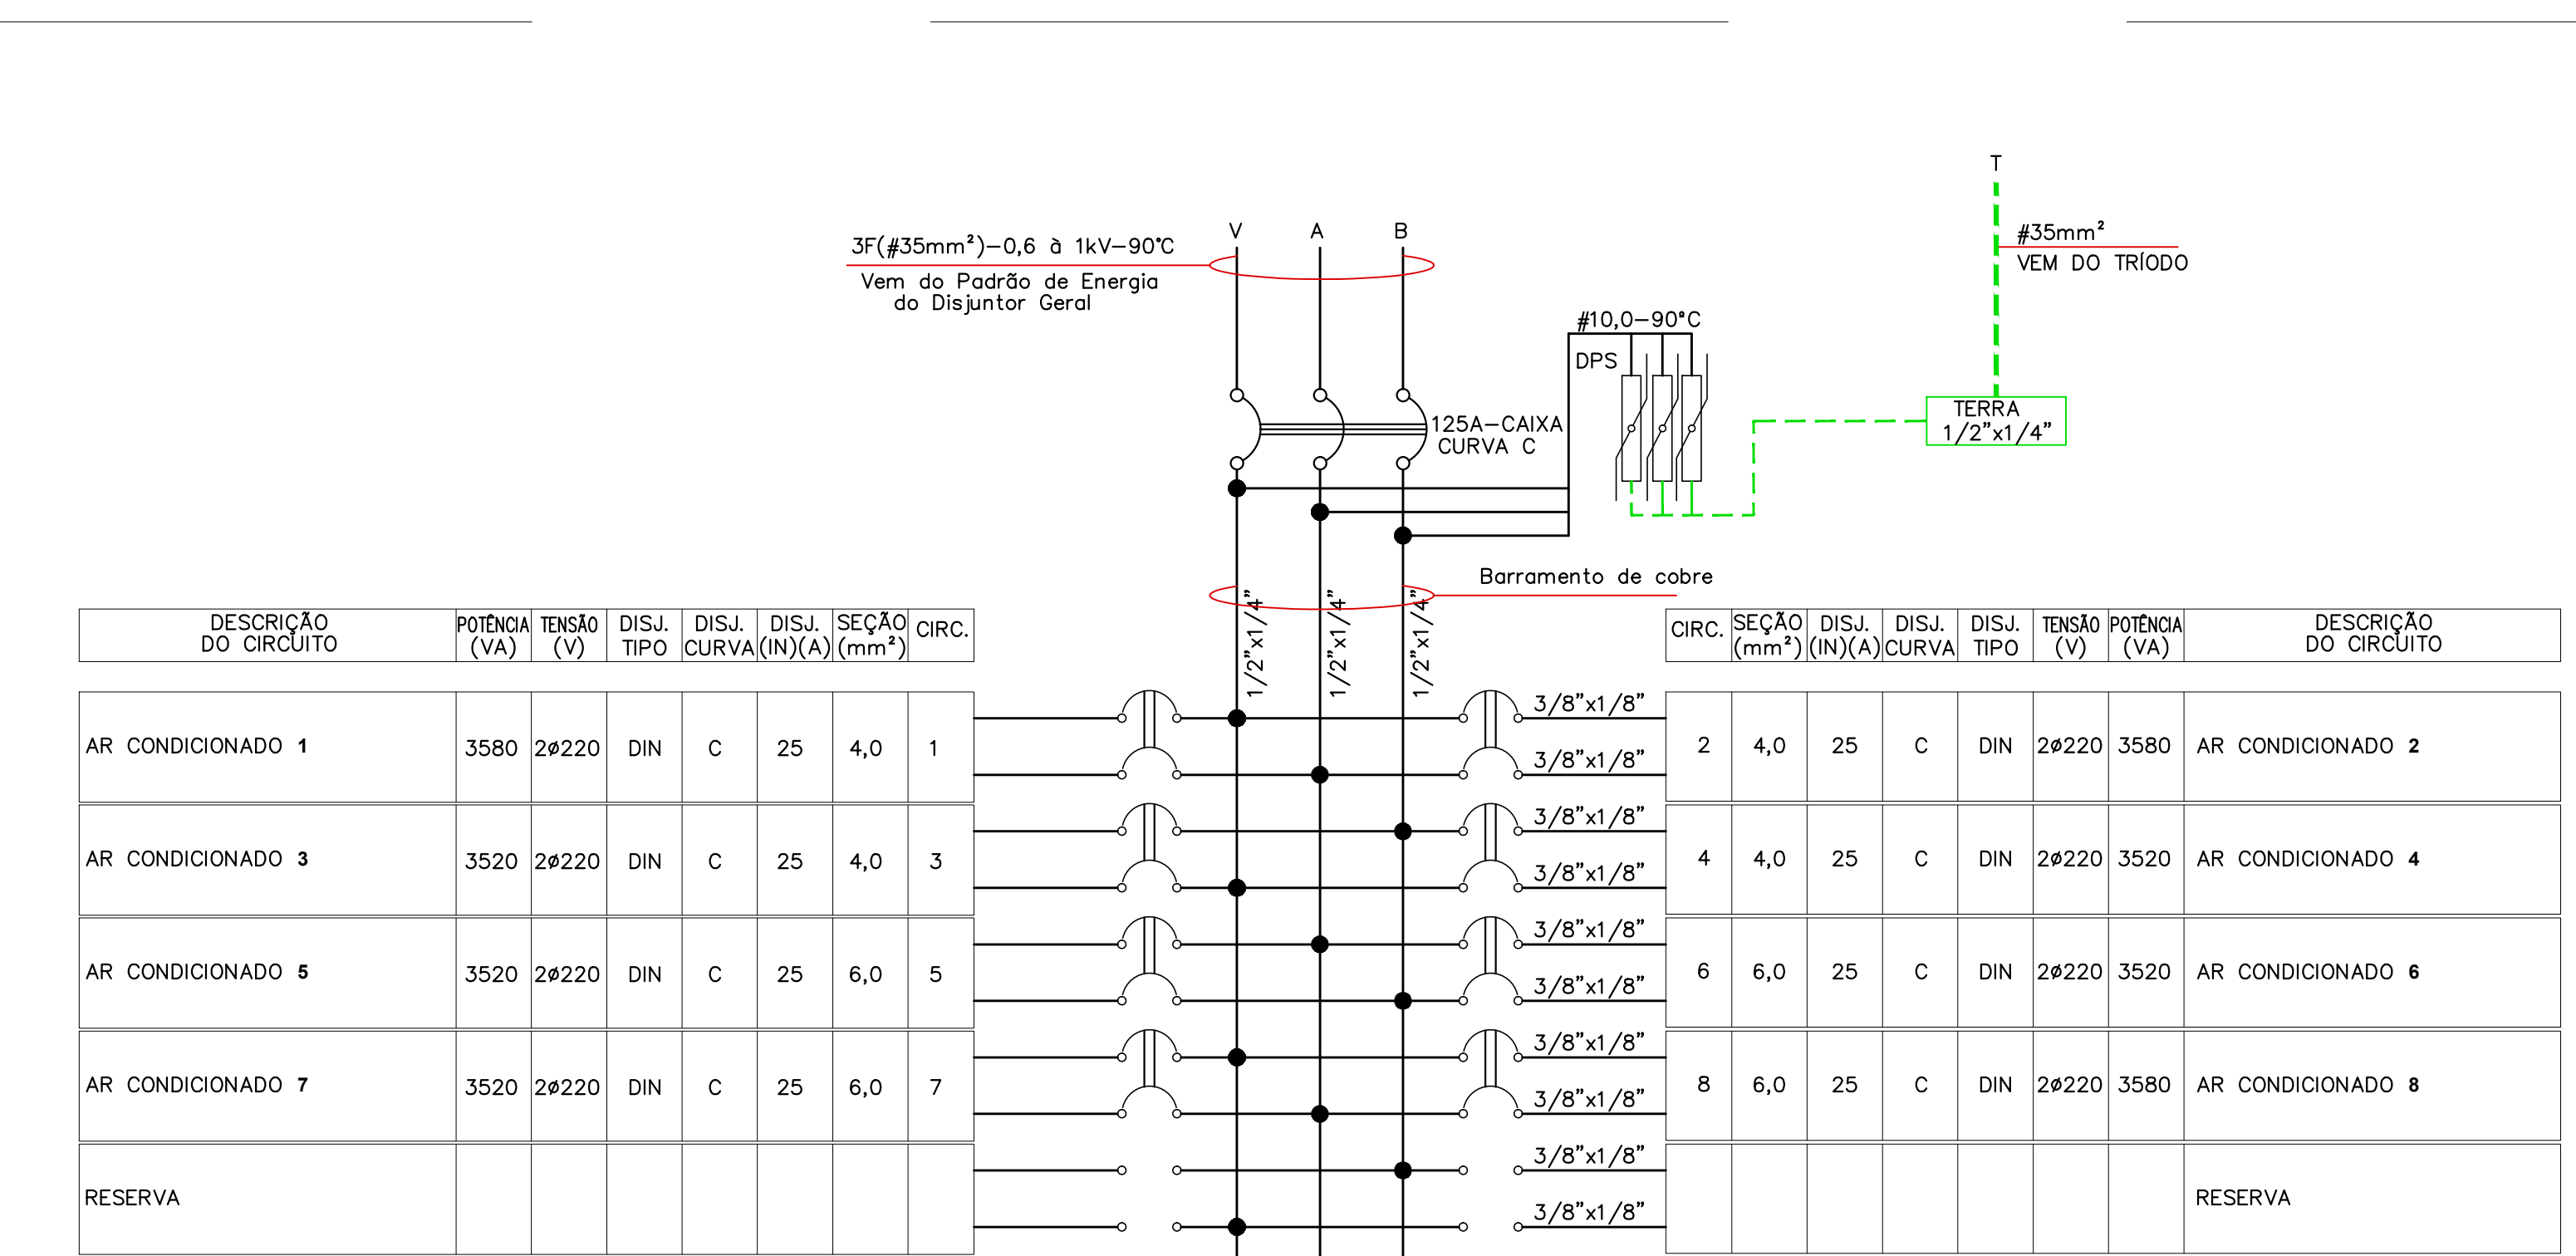 T
#35mm²
VEM DO TRÍODO
V A B
3F(#35mm²)-0,6 à 1kV-90°C
Vem do Padrão de Energia
do Disjuntor Geral
#10,0-90°C
DPS
125A-CAIXA
CURVA C
TERRA
1/2"x1/4"
Barramento de cobre
1/2"x1/4"
1/2"x1/4"
1/2"x1/4"
DESCRIÇÃO DO CIRCUITO POTÊNCIA (VA) TENSÃO (V) DISJ. TIPO DISJ. CURVA DISJ. (IN)(A) SEÇÃO (mm²) CIRC.
CIRC. SEÇÃO (mm²) DISJ. (IN)(A) DISJ. CURVA DISJ. TIPO TENSÃO (V) POTÊNCIA (VA) DESCRIÇÃO DO CIRCUITO
AR CONDICIONADO 1 3580 2ø220 DIN C 25 4,0 1
3/8"x1/8"
3/8"x1/8"
2 4,0 25 C DIN 2ø220 3580 AR CONDICIONADO 2
AR CONDICIONADO 3 3520 2ø220 DIN C 25 4,0 3
3/8"x1/8"
3/8"x1/8"
4 4,0 25 C DIN 2ø220 3520 AR CONDICIONADO 4
AR CONDICIONADO 5 3520 2ø220 DIN C 25 6,0 5
3/8"x1/8"
3/8"x1/8"
6 6,0 25 C DIN 2ø220 3520 AR CONDICIONADO 6
AR CONDICIONADO 7 3520 2ø220 DIN C 25 6,0 7
3/8"x1/8"
3/8"x1/8"
8 6,0 25 C DIN 2ø220 3580 AR CONDICIONADO 8
RESERVA
3/8"x1/8"
3/8"x1/8"
RESERVA